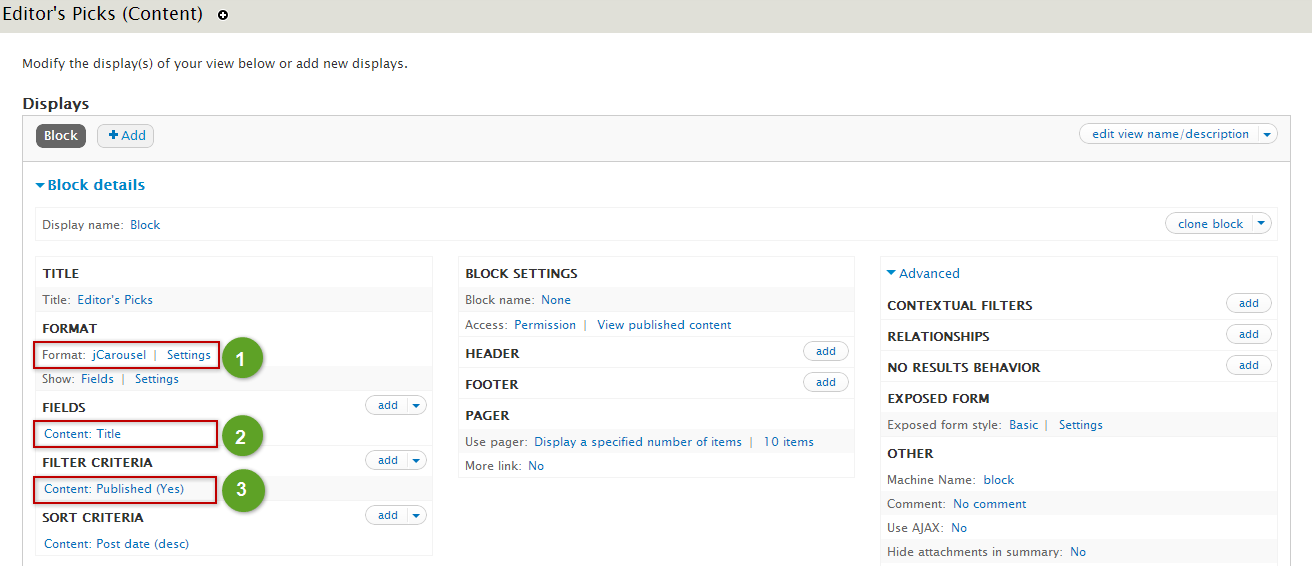 Editor's Picks (Content)
Modify the display(s) of your view below or add new displays.
Displays
Block
Add
edit view name/description
Block details
Display name: Block
clone block
TITLE
Title: Editor's Picks
FORMAT
Format: jCarousel | Settings
1
Show: Fields | Settings
FIELDS
add
Content: Title
2
FILTER CRITERIA
add
Content: Published (Yes)
3
SORT CRITERIA
add
Content: Post date (desc)
BLOCK SETTINGS
Block name: None
Access: Permission | View published content
HEADER
add
FOOTER
add
PAGER
Use pager: Display a specified number of items | 10 items
More link: No
Advanced
CONTEXTUAL FILTERS
add
RELATIONSHIPS
add
NO RESULTS BEHAVIOR
add
EXPOSED FORM
Exposed form style: Basic | Settings
OTHER
Machine Name: block
Comment: No comment
Use AJAX: No
Hide attachments in summary: No